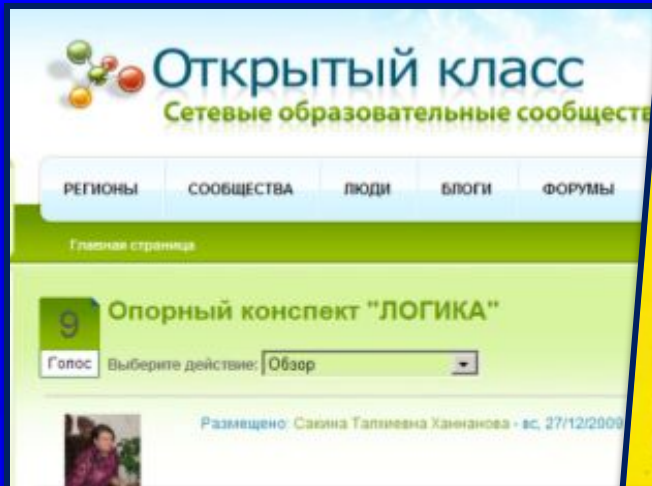 Открытый класс
Сетевые образовательные сообществ
РЕГИОНЫ СООБЩЕСТВА ЛЮДИ БЛОГИ ФОРУМЫ
Главная страница
9
Голос
Опорный конспект "ЛОГИКА"
Выберите действие: Обзор
Размещено: Сакина Ханнанова - вс, 27/12/2009